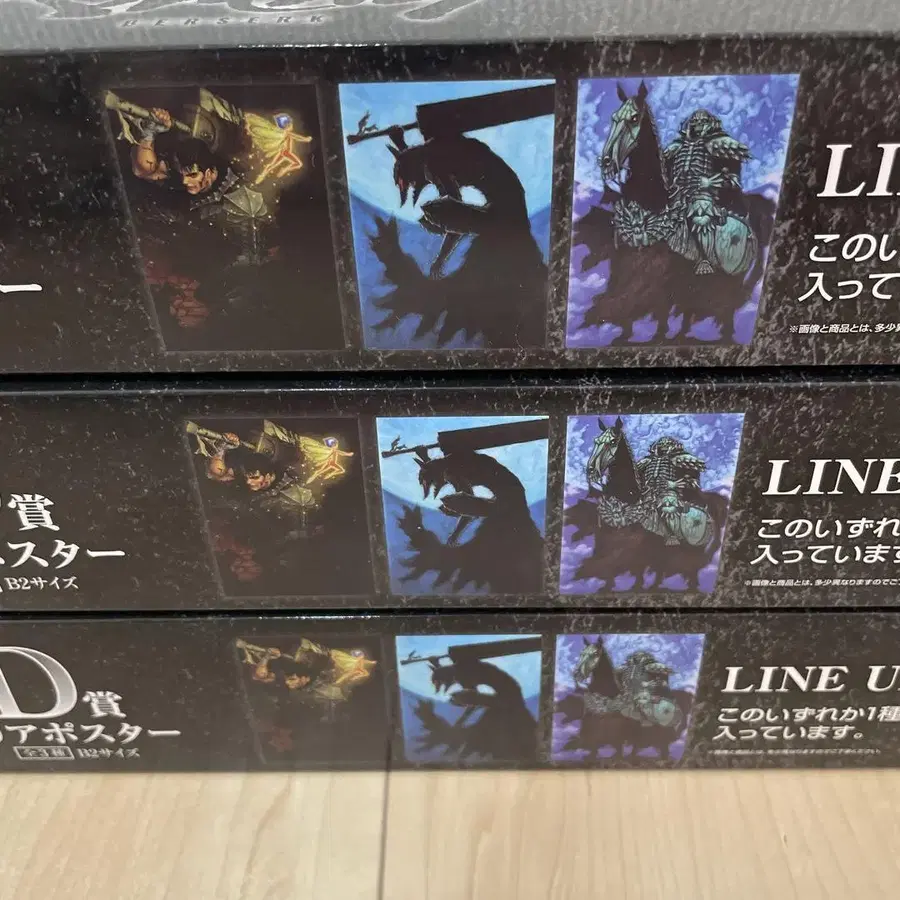 BERSERK
ー
LI
このい
入って
※画像と商品とは、多少異
賞
スター
B2サイズ
LINE
このいずれか
入っています
※画像と商品とは、多少異なりますのでご
D賞
アポスター
全3種 B2サイズ
LINE U
このいずれか1種
入っています。